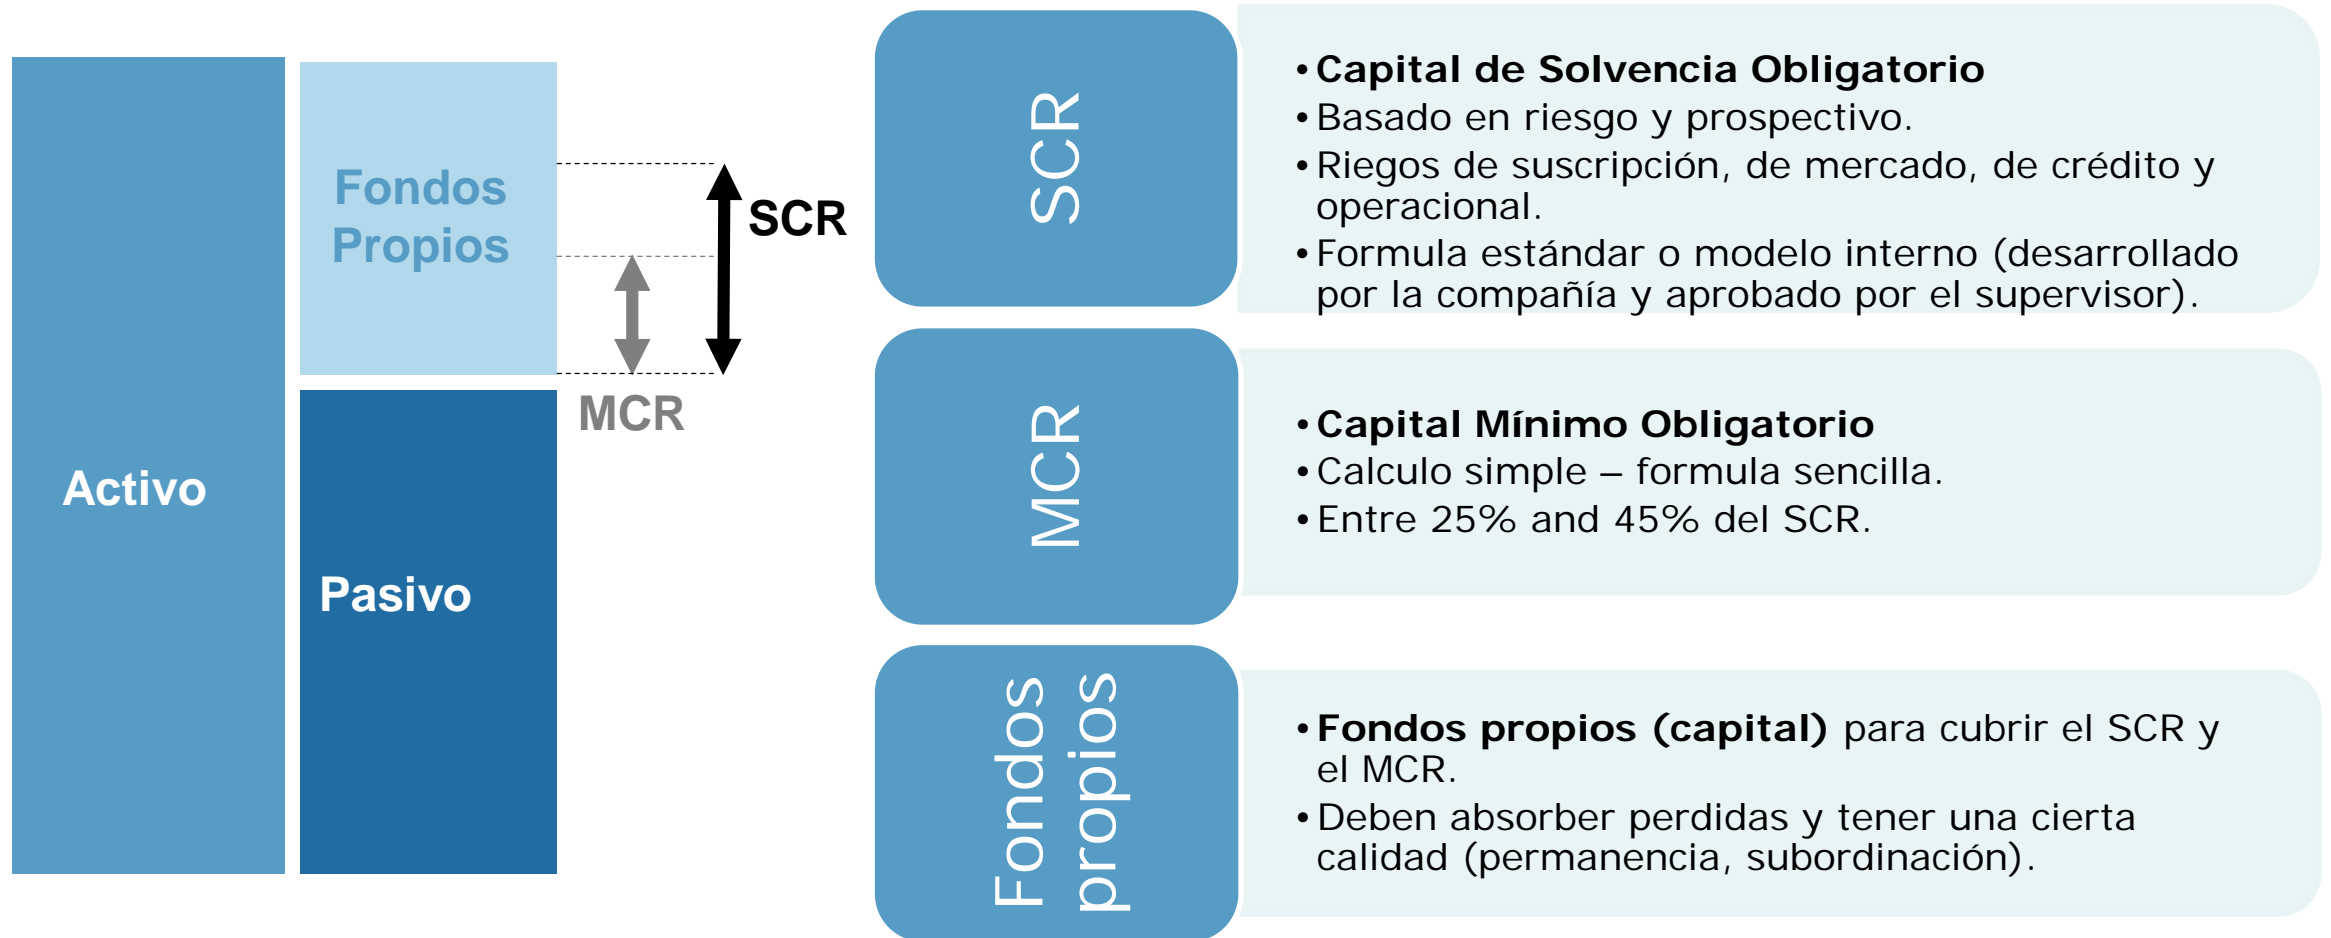 Activo
Fondos
Propios
Pasivo
SCR
MCR
SCR
• Capital de Solvencia Obligatorio
• Basado en riesgo y prospectivo.
• Riegos de suscripción, de mercado, de crédito y
operacional.
• Formula estándar o modelo interno (desarrollado
por la compañía y aprobado por el supervisor).
MCR
• Capital Mínimo Obligatorio
• Calculo simple – formula sencilla.
• Entre 25% and 45% del SCR.
Fondos
propios
• Fondos propios (capital) para cubrir el SCR y
el MCR.
• Deben absorber perdidas y tener una cierta
calidad (permanencia, subordinación).